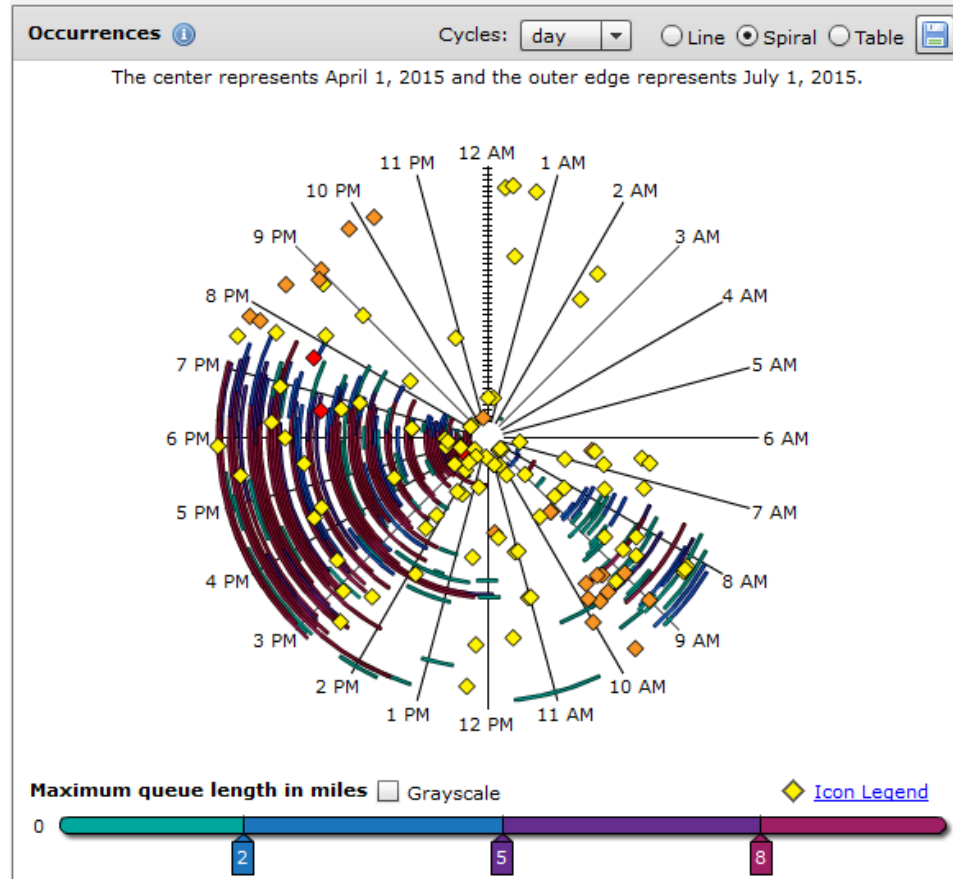 Occurrences Cycles: day Line Spiral Table
The center represents April 1, 2015 and the outer edge represents July 1, 2015.
12 AM
11 PM 1 AM
10 PM 2 AM
9 PM 3 AM
8 PM 4 AM
7 PM 5 AM
6 PM 6 AM
5 PM 7 AM
4 PM 8 AM
3 PM 9 AM
2 PM 10 AM
1 PM 11 AM
12 PM
Maximum queue length in miles Grayscale Icon Legend
0
2 5 8